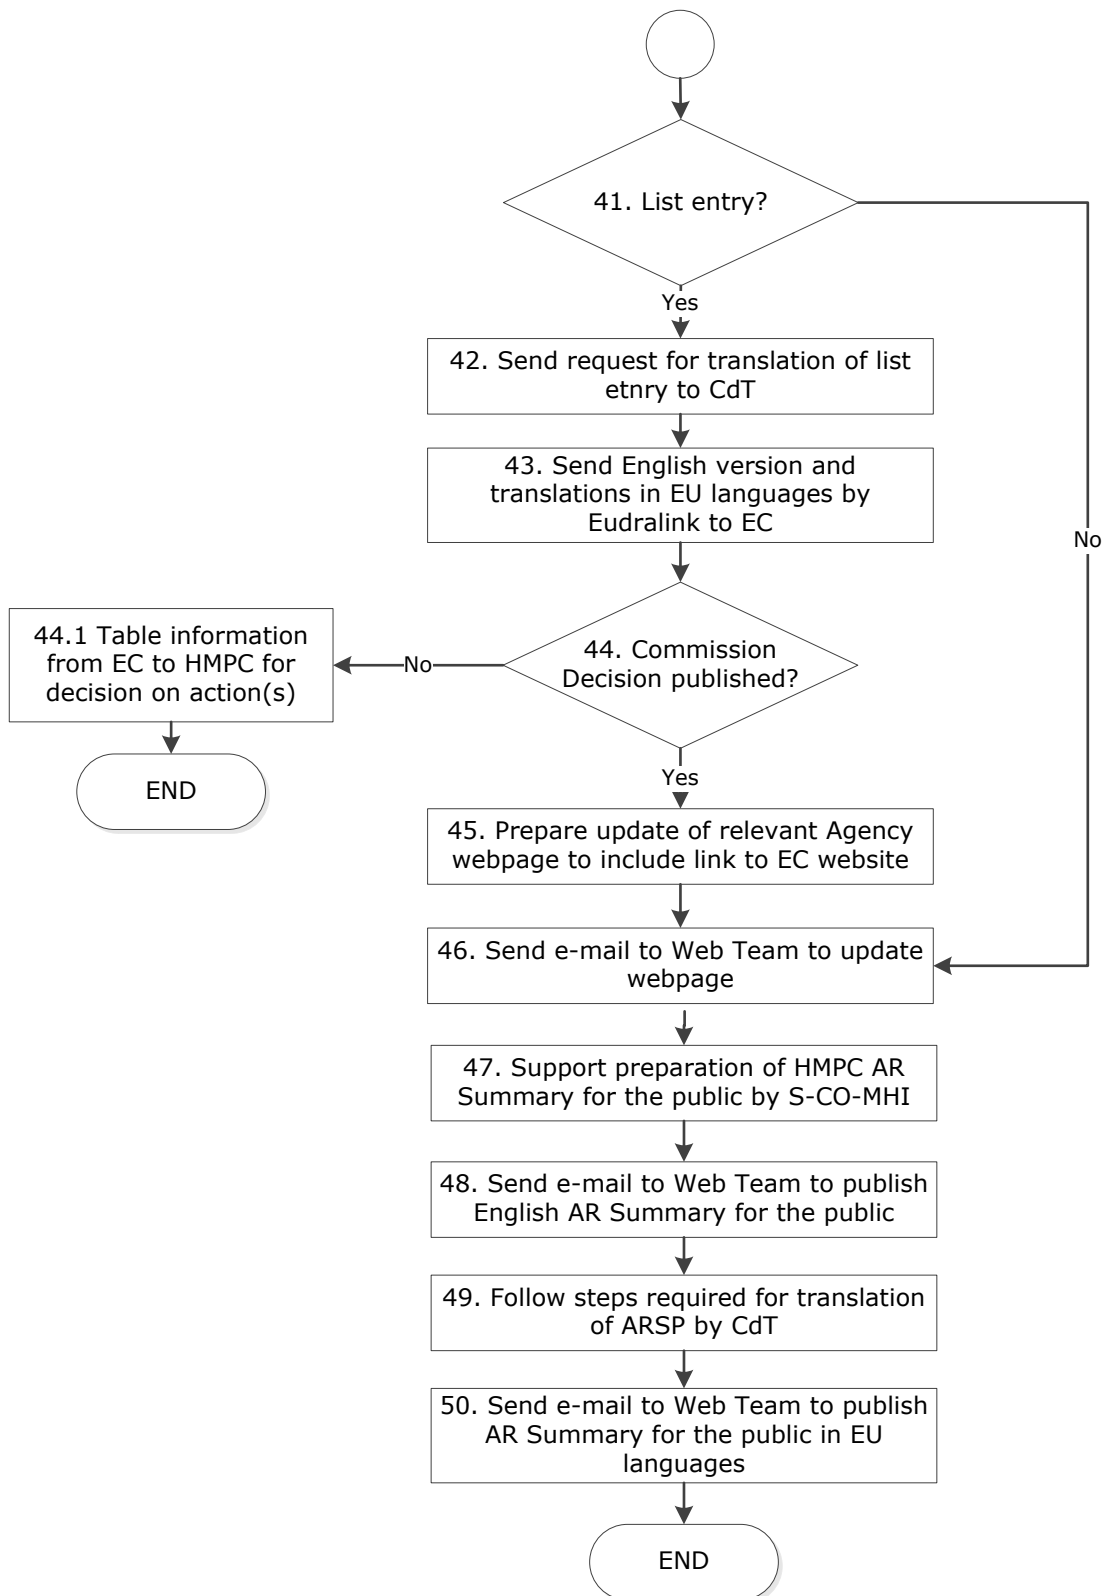 41. List entry?
Yes
42. Send request for translation of list
etnry to CdT
43. Send English version and
translations in EU languages by
Eudralink to EC
No
44.1 Table information
from EC to HMPC for
decision on action(s)
No
44. Commission
Decision published?
END
Yes
45. Prepare update of relevant Agency
webpage to include link to EC website
46. Send e-mail to Web Team to update
webpage
47. Support preparation of HMPC AR
Summary for the public by S-CO-MHI
48. Send e-mail to Web Team to publish
English AR Summary for the public
49. Follow steps required for translation
of ARSP by CdT
50. Send e-mail to Web Team to publish
AR Summary for the public in EU
languages
END